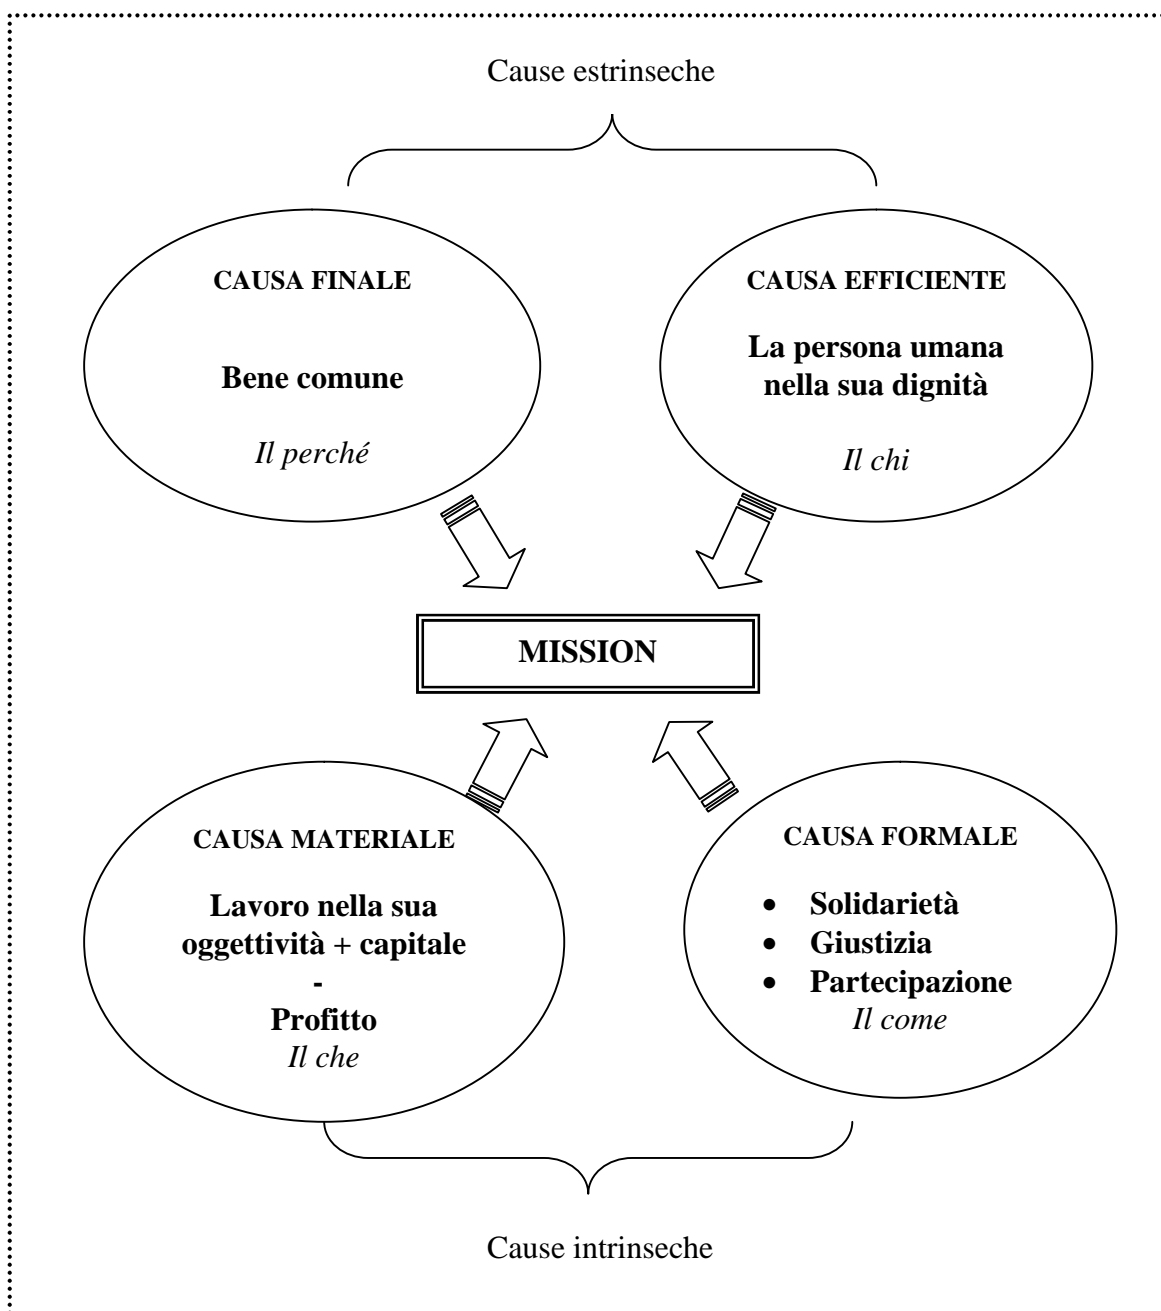 Cause estrinseche
CAUSA FINALE
Bene comune
Il perché
CAUSA EFFICIENTE
La persona umana
nella sua dignità
Il chi
MISSION
CAUSA MATERIALE
Lavoro nella sua
oggettività + capitale
-
Profitto
Il che
CAUSA FORMALE
• Solidarietà
• Giustizia
• Partecipazione
Il come
Cause intrinseche